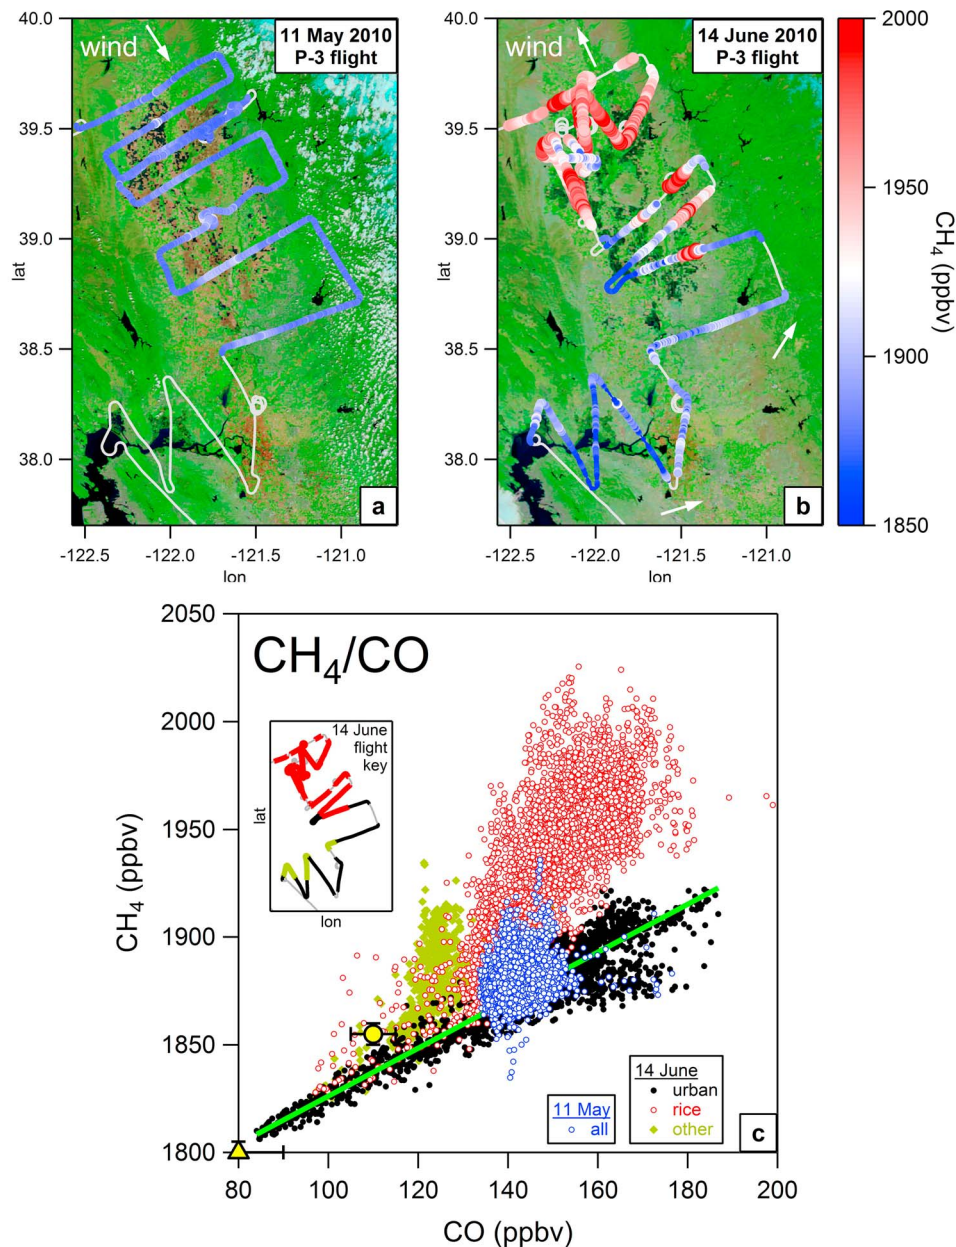 40.0
39.5
39.0
38.5
38.0
lat
wind
11 May 2010
P-3 flight
a
-122.5 -122.0 -121.5 -121.0
lon
40.0
39.5
39.0
38.5
38.0
lat
wind
14 June 2010
P-3 flight
b
-122.5 -122.0 -121.5 -121.0
lon
2000
1950
1900
1850
CH4 (ppbv)
2050
2000
1950
1900
1850
1800
CH4 (ppbv)
CH4/CO
14 June
flight
key
lat
lon
11 May
all
14 June
urban
rice
other
c
80 100 120 140 160 180 200
CO (ppbv)